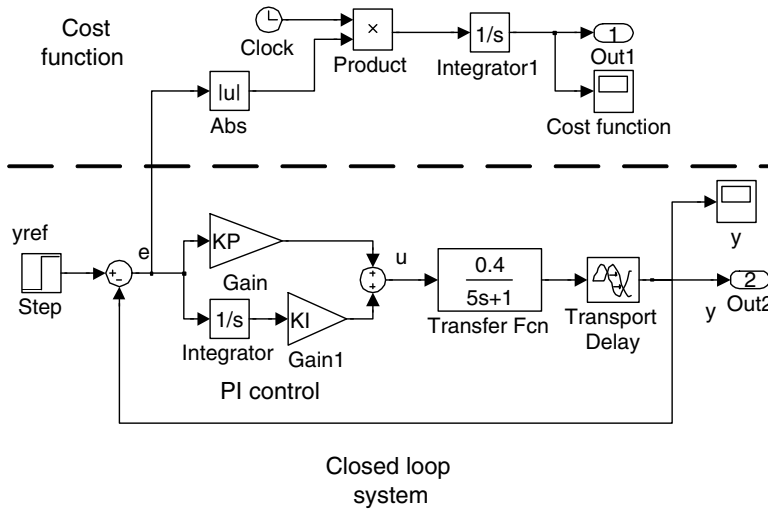 Cost
function
Clock
×
Product
1/s
Integrator1
1
Out1
|u|
Abs
Cost function
yref
Step
+
−
e
KP
Gain
1/s
Integrator
KI
Gain1
PI control
+
+
u
0.4
5s+1
Transfer Fcn
Transport
Delay
y
2
y
Out2
Closed loop
system